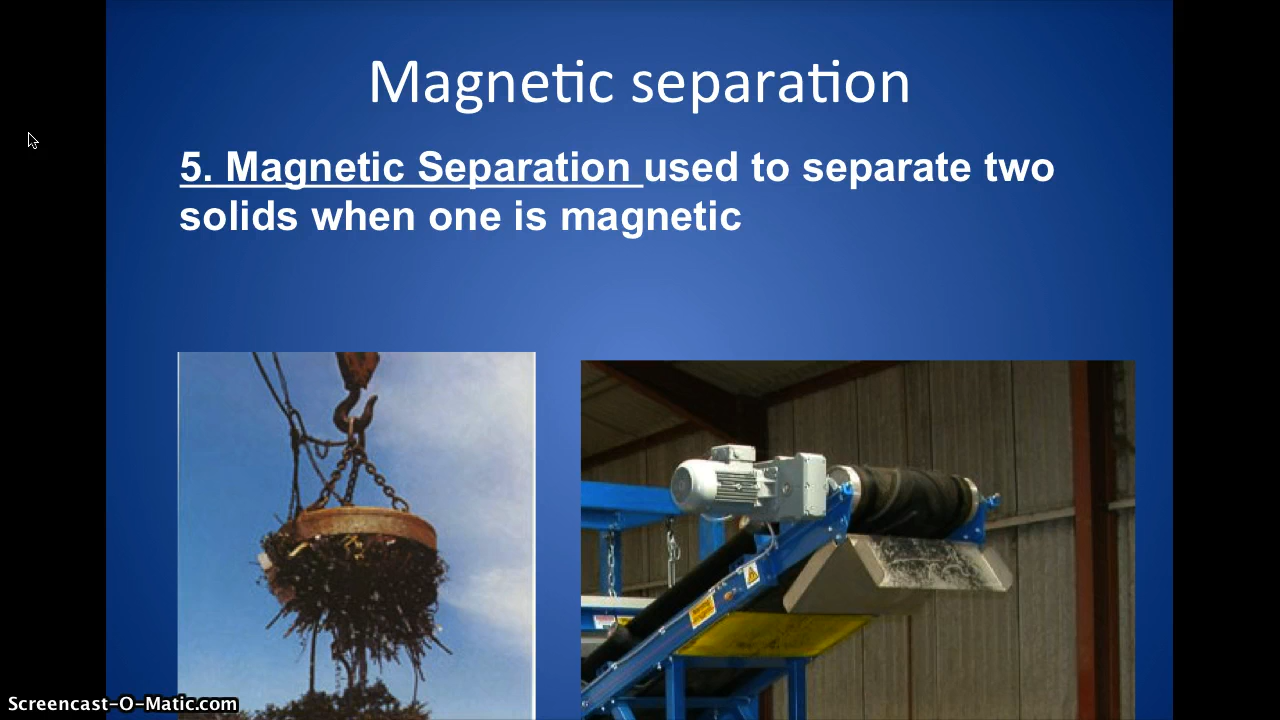 Magnetic separation
5. Magnetic Separation used to separate two
solids when one is magnetic
Screencast-O-Matic.com